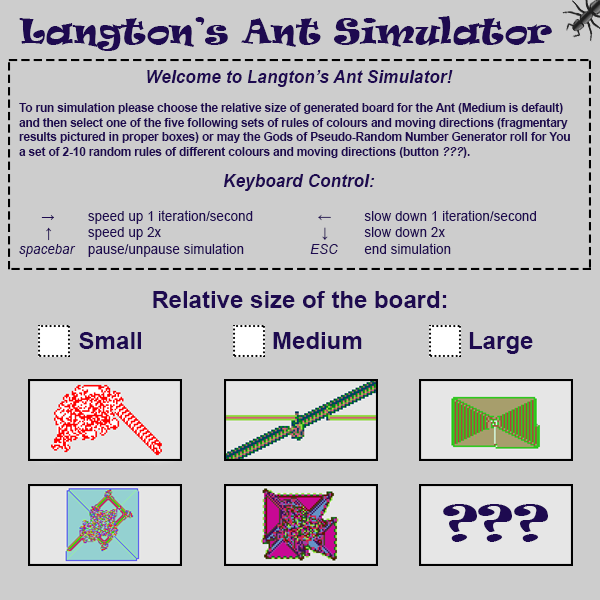 Langton's Ant Simulator
Welcome to Langton's Ant Simulator!
To run simulation please choose the relative size of generated board for the Ant (Medium is default)
and then select one of the five following sets of rules of colours and moving directions (fragmentary
results pictured in proper boxes) or may the Gods of Pseudo-Random Number Generator roll for You
a set of 2-10 random rules of different colours and moving directions (button ???).
Keyboard Control:
→ speed up 1 iteration/second ← slow down 1 iteration/second
↑ speed up 2x ↓ slow down 2x
spacebar pause/unpause simulation ESC end simulation
Relative size of the board:
Small Medium Large
???